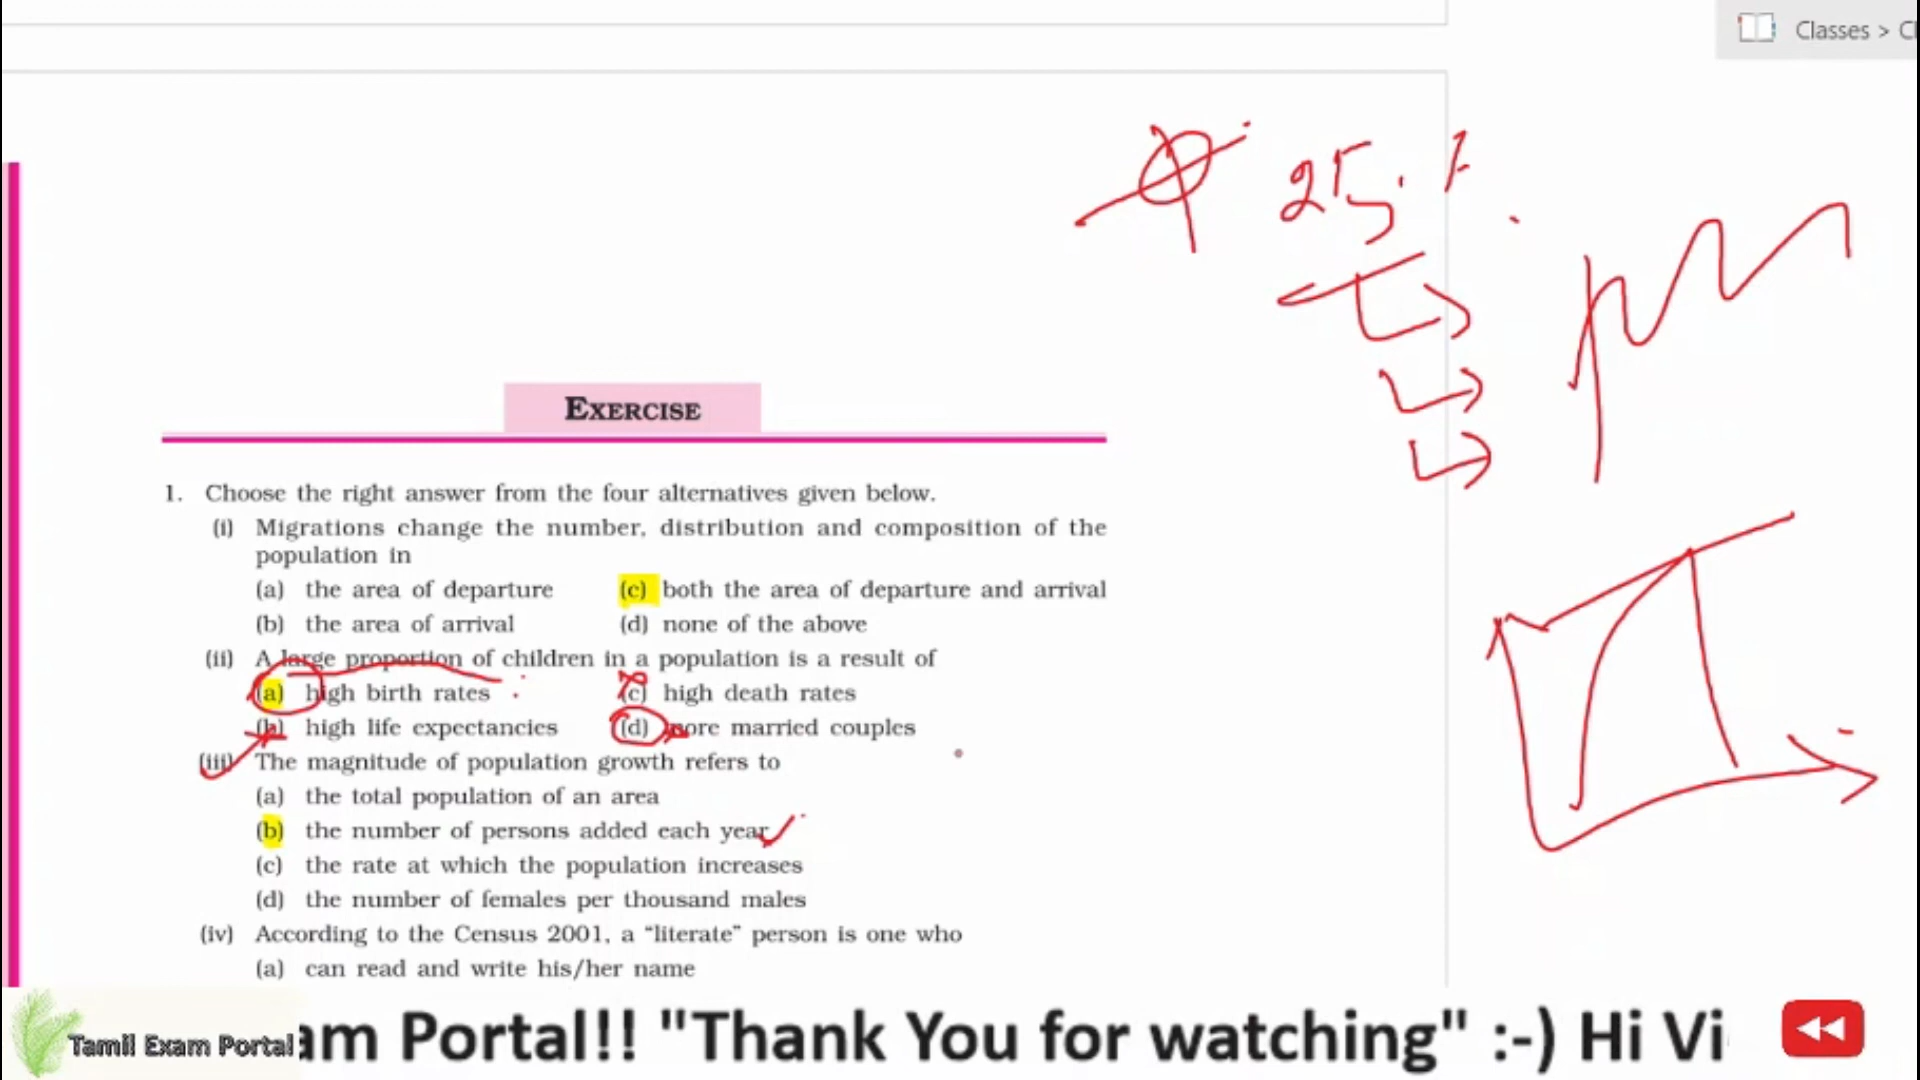 Classes > Cl
25.
EXERCISE
1. Choose the right answer from the four alternatives given below.
(i) Migrations change the number, distribution and composition of the
population in
(a) the area of departure (c) both the area of departure and arrival
(b) the area of arrival (d) none of the above
(ii) A large proportion of children in a population is a result of
(a) high birth rates (c) high death rates
(b) high life expectancies (d) more married couples
(iii) The magnitude of population growth refers to
(a) the total population of an area
(b) the number of persons added each year
(c) the rate at which the population increases
(d) the number of females per thousand males
(iv) According to the Census 2001, a "literate" person is one who
(a) can read and write his/her name
Tamil Exam Portal
am Portal!! "Thank You for watching" :-) Hi Vi